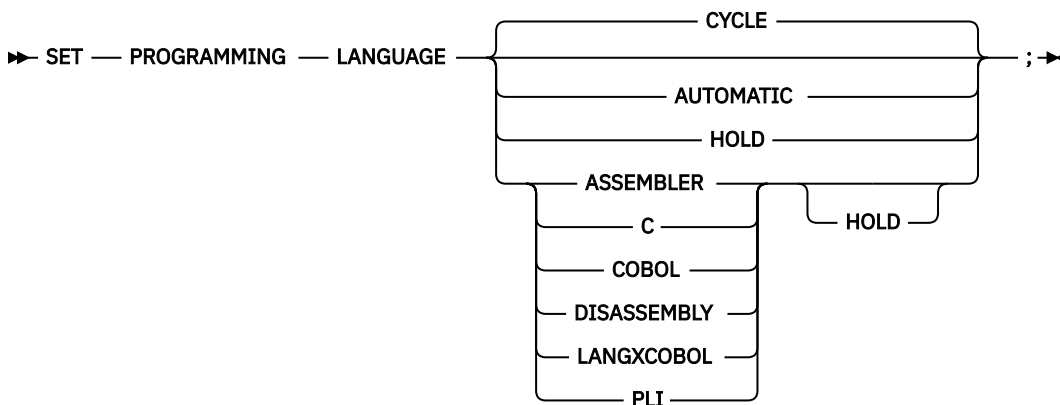 CYCLE
SET PROGRAMMING LANGUAGE ;
AUTOMATIC
HOLD
ASSEMBLER
C HOLD
COBOL
DISASSEMBLY
LANGXCOBOL
PLI